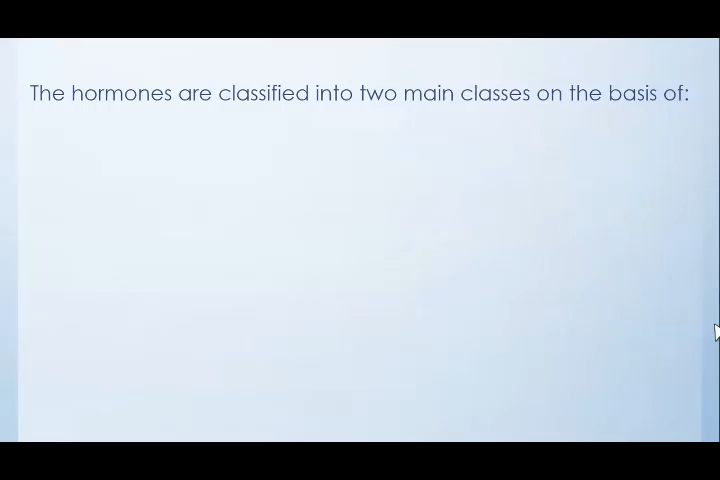 The hormones are classified into two main classes on the basis of: